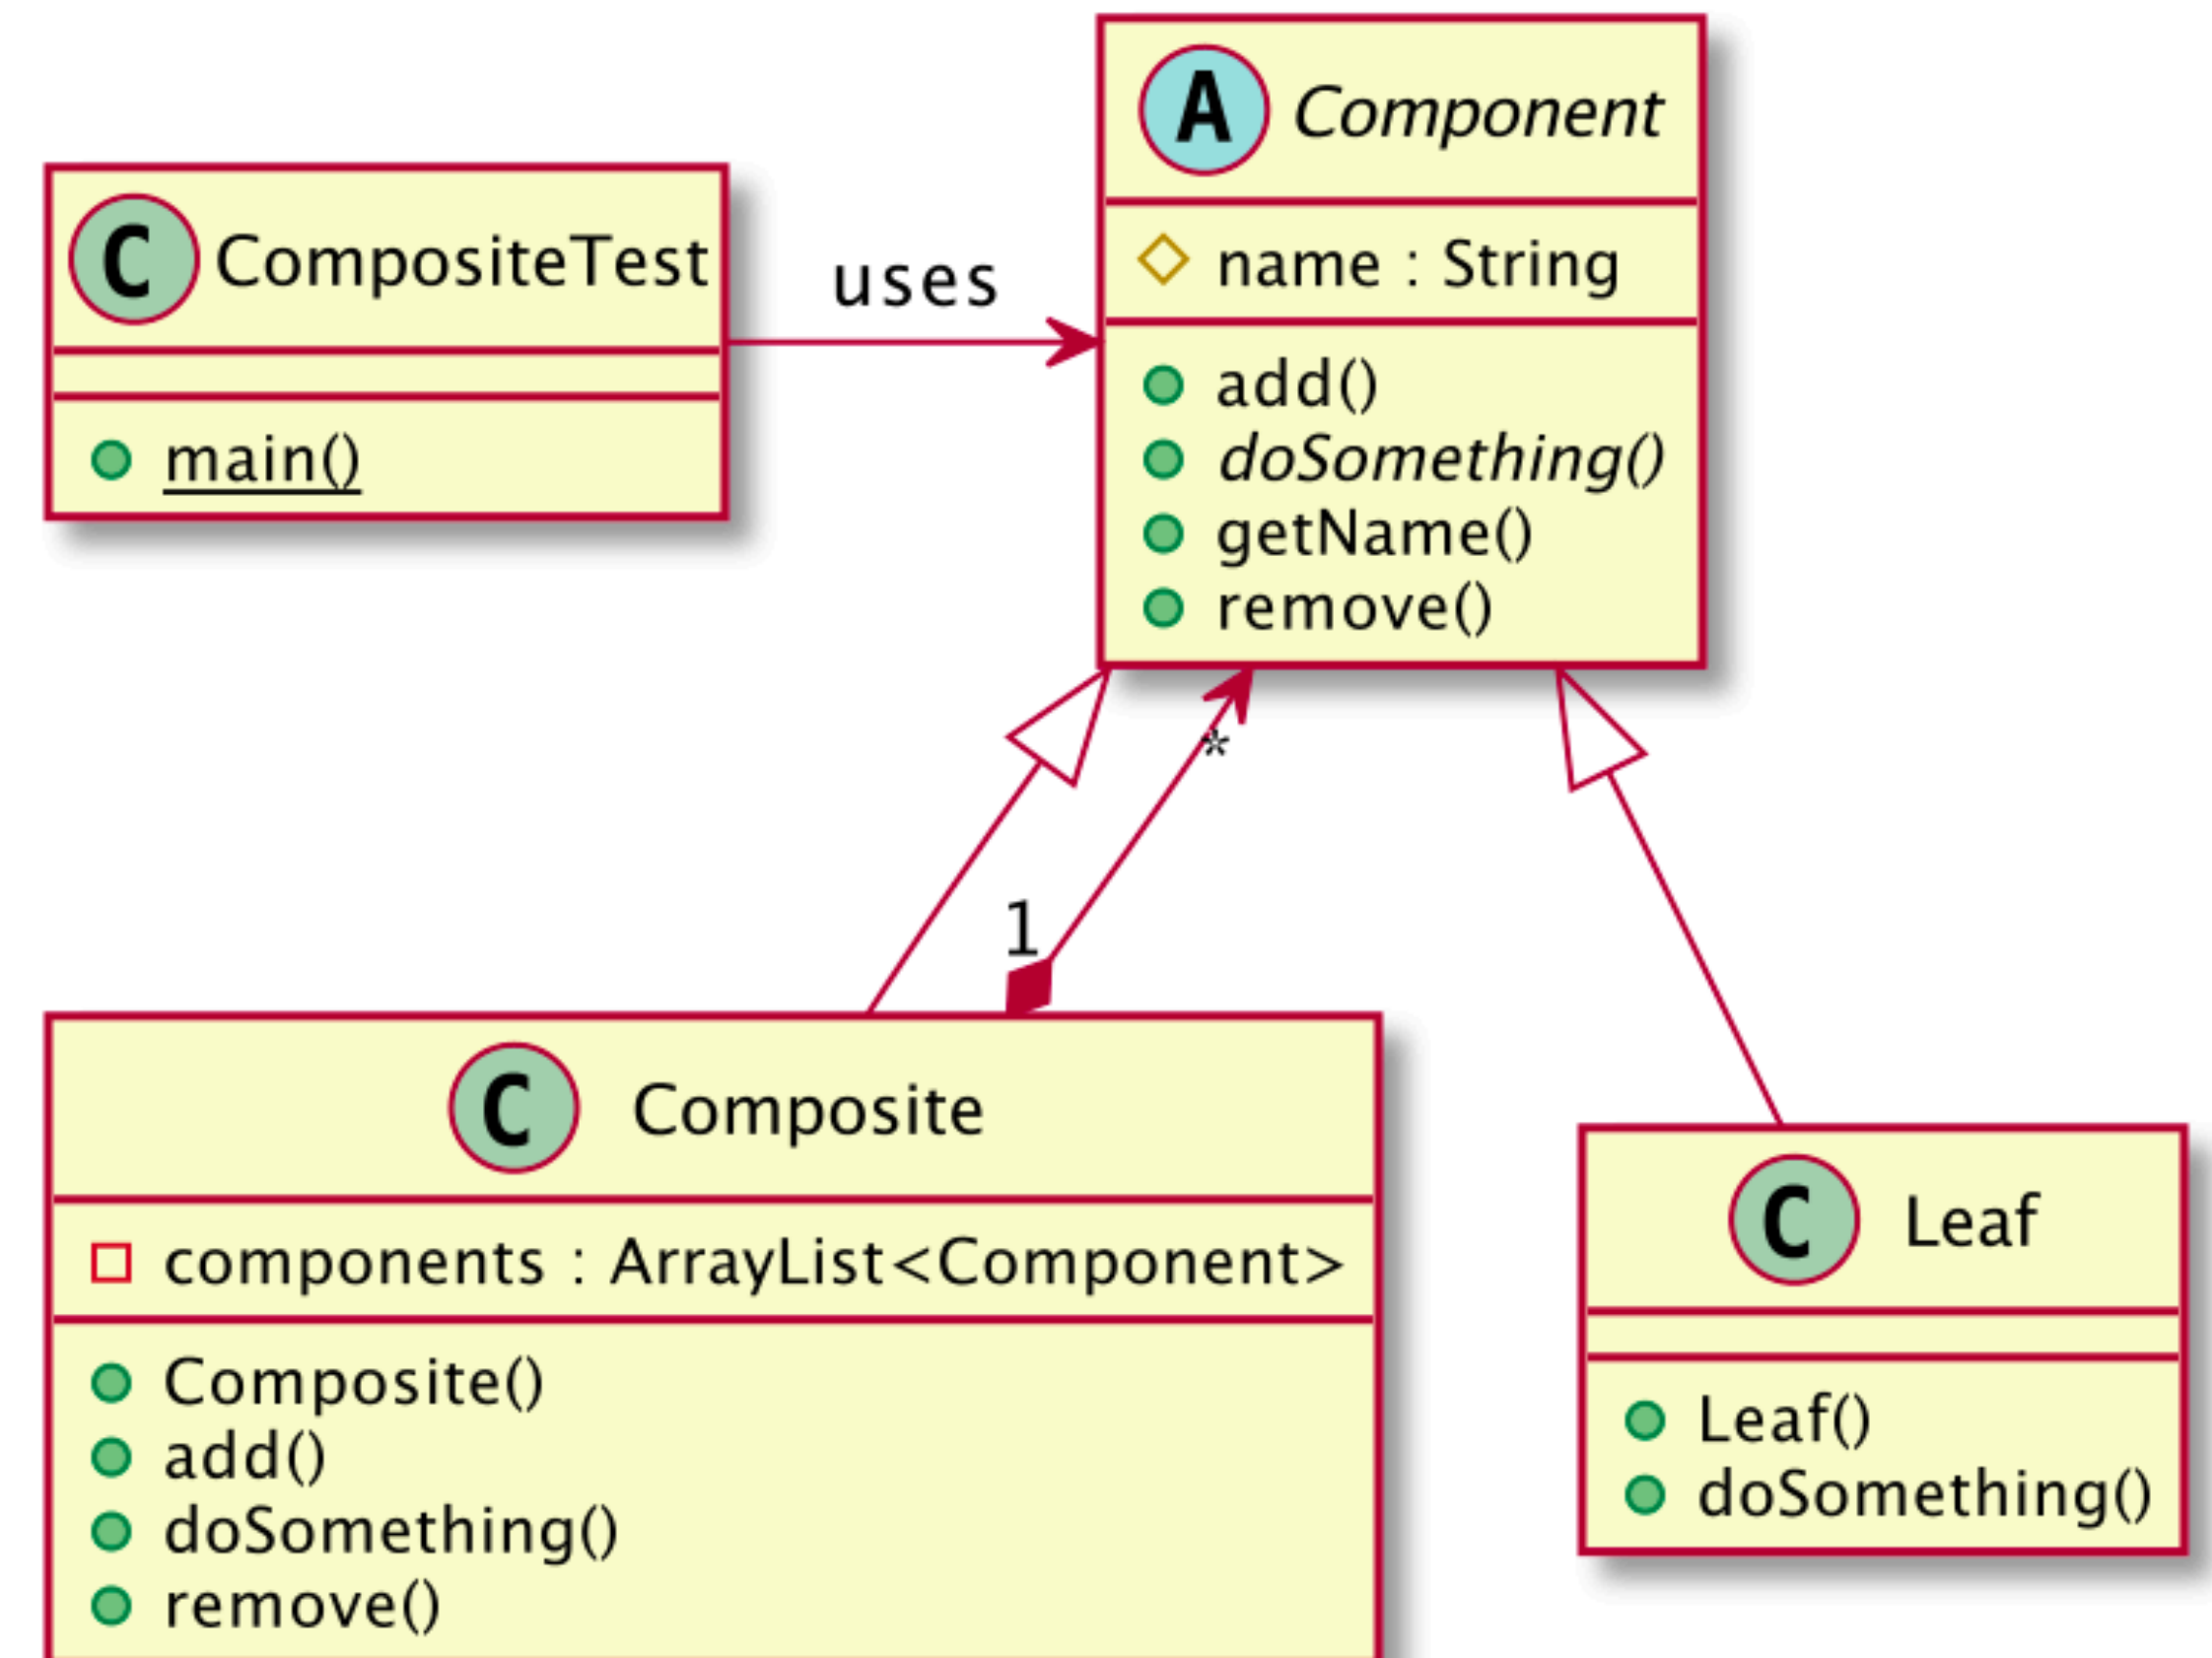 A Component
name : String
add()
doSomething()
getName()
remove()
C CompositeTest
main()
uses
*
1
C Composite
components : ArrayList<Component>
Composite()
add()
doSomething()
remove()
C Leaf
Leaf()
doSomething()